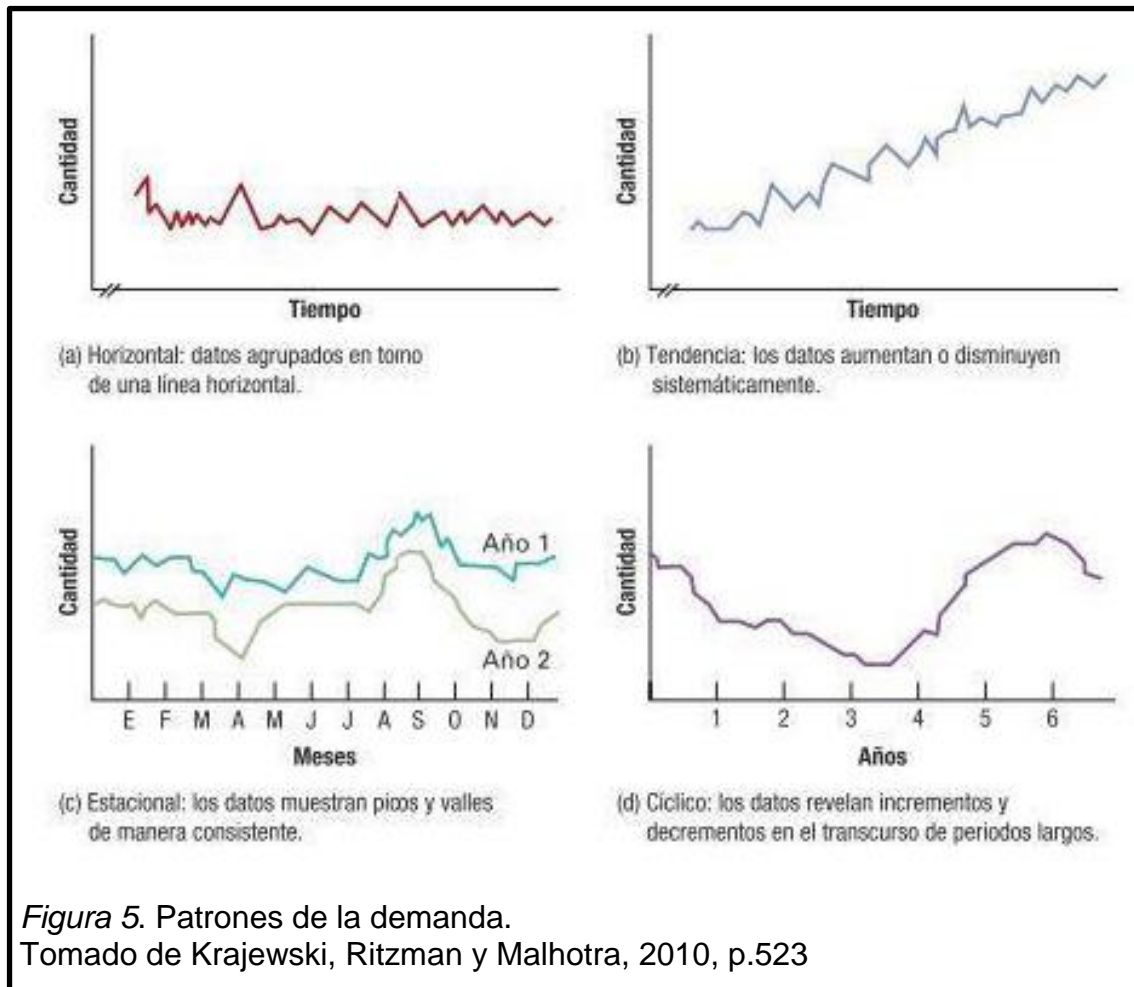 Cantidad
Tiempo
(a) Horizontal: datos agrupados en torno
de una línea horizontal.
Cantidad
Tiempo
(b) Tendencia: los datos aumentan o disminuyen
sistemáticamente.
Cantidad
Año 1
Año 2
E F M A M J J A S O N D
Meses
(c) Estacional: los datos muestran picos y valles
de manera consistente.
Cantidad
1 2 3 4 5 6
Años
(d) Cíclico: los datos revelan incrementos y
decrementos en el transcurso de periodos largos.
Figura 5. Patrones de la demanda.
Tomado de Krajewski, Ritzman y Malhotra, 2010, p.523